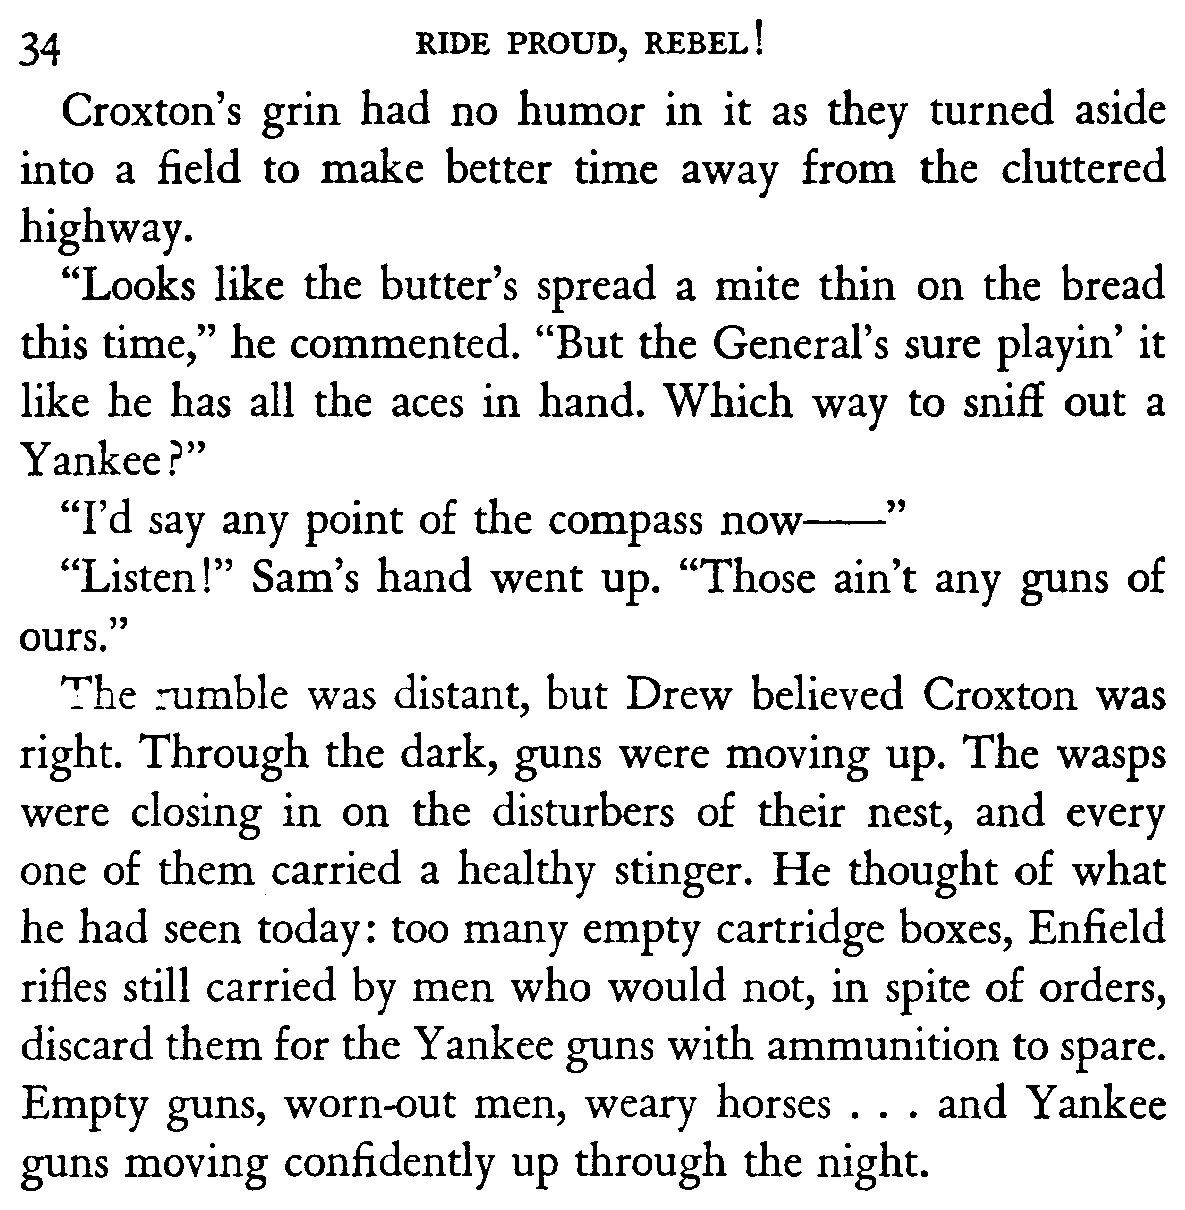 34
RIDE PROUD, REBEL!
Croxton’s grin had no humor in it as they turned aside
into a field to make better time away from the cluttered
highway.
“Looks like the butter’s spread a mite thin on the bread
this time,” he commented. “But the General’s sure playin’ it
like he has all the aces in hand. Which way to sniff out a
Yankee?”
“I’d say any point of the compass now——”
“Listen!” Sam’s hand went up. “Those ain’t any guns of
ours.”
The rumble was distant, but Drew believed Croxton was
right. Through the dark, guns were moving up. The wasps
were closing in on the disturbers of their nest, and every
one of them carried a healthy stinger. He thought of what
he had seen today: too many empty cartridge boxes, Enfield
rifles still carried by men who would not, in spite of orders,
discard them for the Yankee guns with ammunition to spare.
Empty guns, worn-out men, weary horses . . . and Yankee
guns moving confidently up through the night.